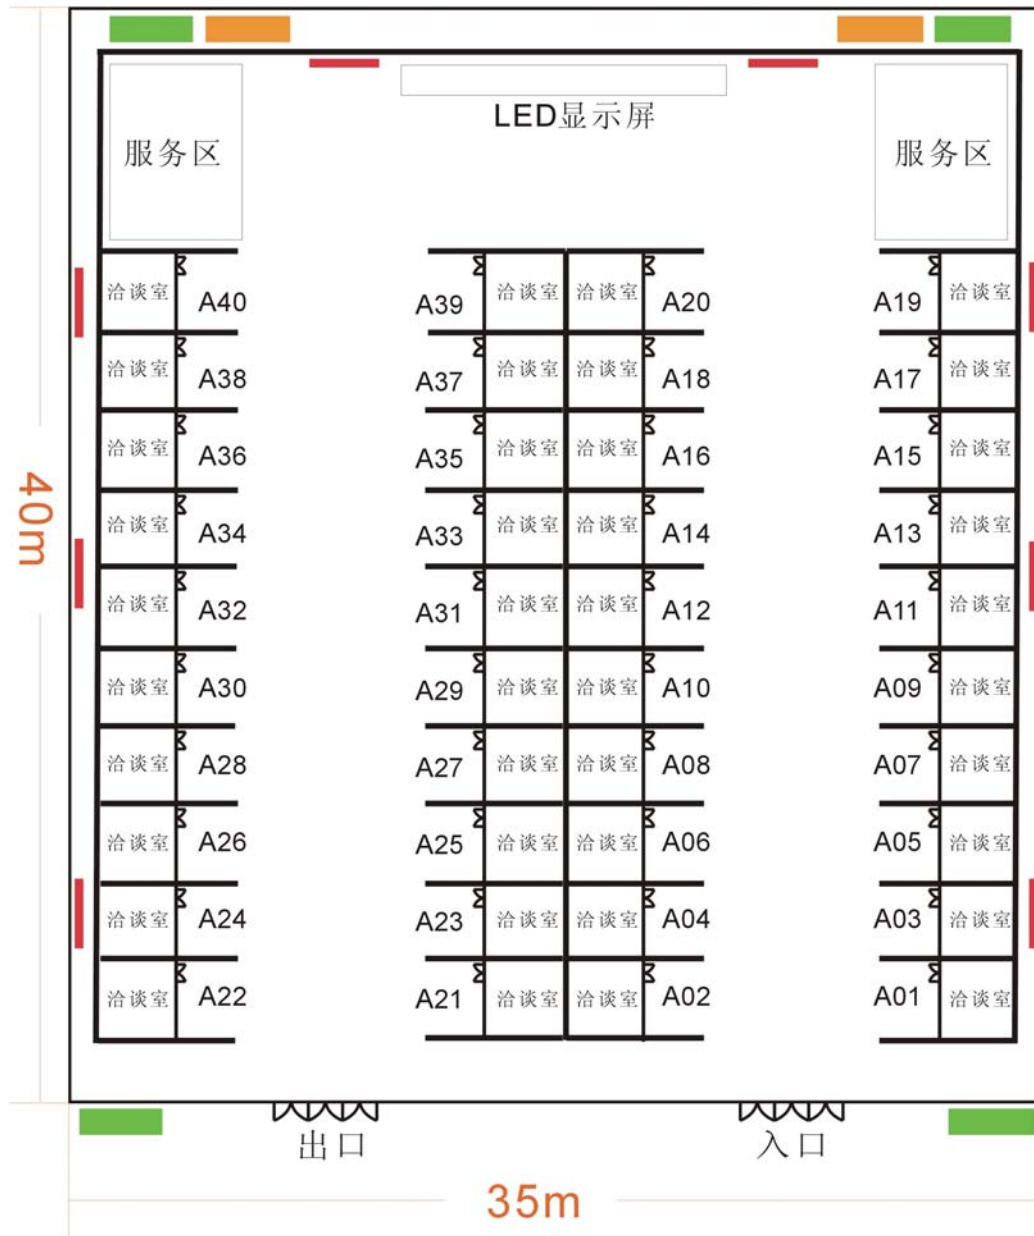 LED显示屏
服务区 服务区
洽谈室 A40 A39 洽谈室 洽谈室 A20 A19 洽谈室
洽谈室 A38 A37 洽谈室 洽谈室 A18 A17 洽谈室
洽谈室 A36 A35 洽谈室 洽谈室 A16 A15 洽谈室
洽谈室 A34 A33 洽谈室 洽谈室 A14 A13 洽谈室
洽谈室 A32 A31 洽谈室 洽谈室 A12 A11 洽谈室
洽谈室 A30 A29 洽谈室 洽谈室 A10 A09 洽谈室
洽谈室 A28 A27 洽谈室 洽谈室 A08 A07 洽谈室
洽谈室 A26 A25 洽谈室 洽谈室 A06 A05 洽谈室
洽谈室 A24 A23 洽谈室 洽谈室 A04 A03 洽谈室
洽谈室 A22 A21 洽谈室 洽谈室 A02 A01 洽谈室
40m
出口 入口
35m